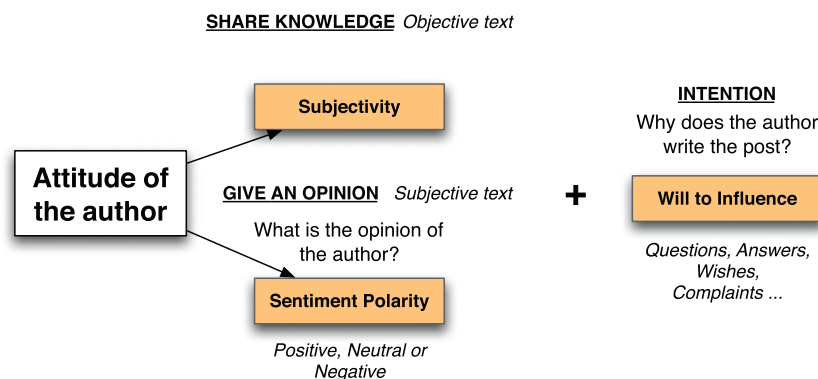 SHARE KNOWLEDGE Objective text
Subjectivity
Attitude of
the author
GIVE AN OPINION Subjective text
What is the opinion of
the author?
Sentiment Polarity
Positive, Neutral or
Negative
+
INTENTION
Why does the author
write the post?
Will to Influence
Questions, Answers,
Wishes,
Complaints ...